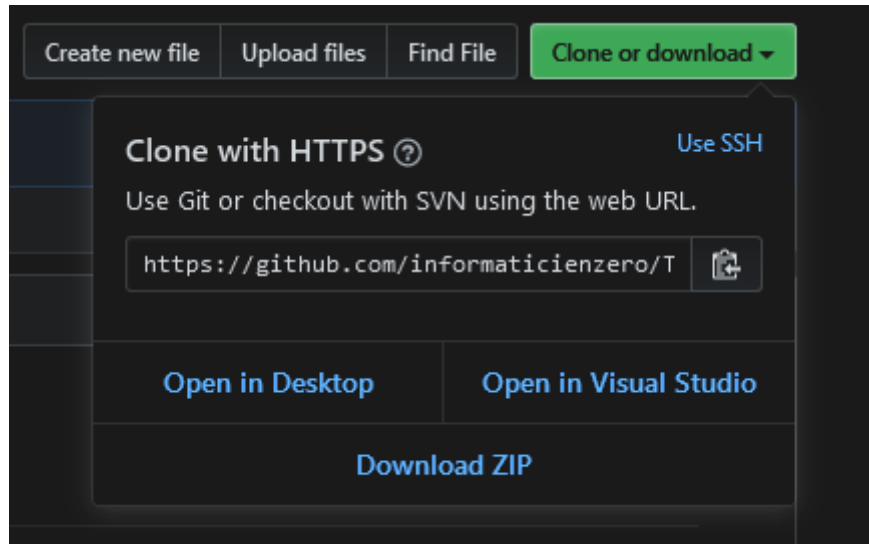 Create new file Upload files Find File Clone or download
Clone with HTTPS Use SSH
Use Git or checkout with SVN using the web URL.
https://github.com/informaticienzero/T
Open in Desktop Open in Visual Studio
Download ZIP